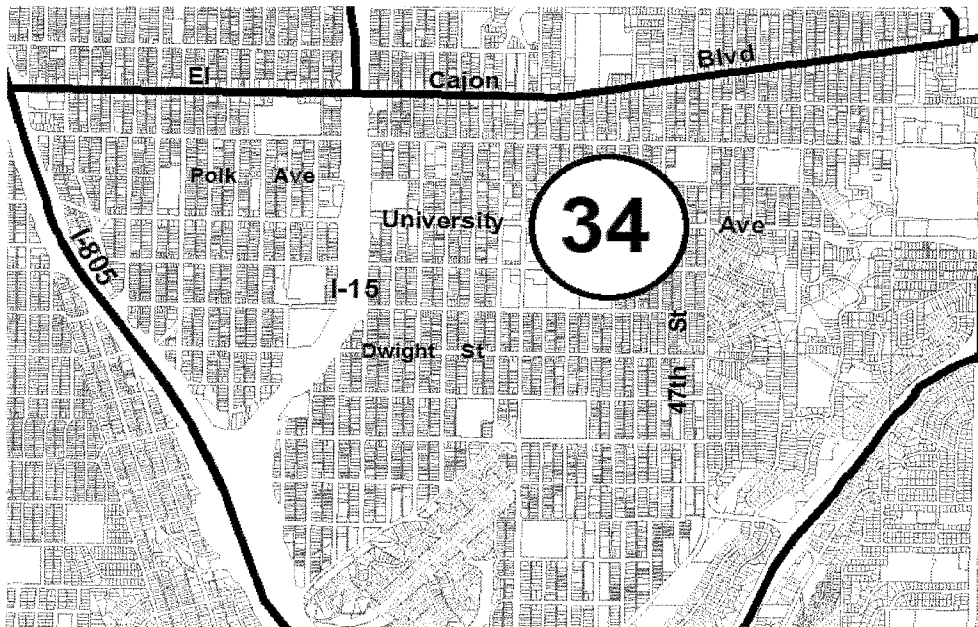 El Cajon Blvd
Polk Ave
University Ave
34
I-805
I-15
Dwight St
47th St